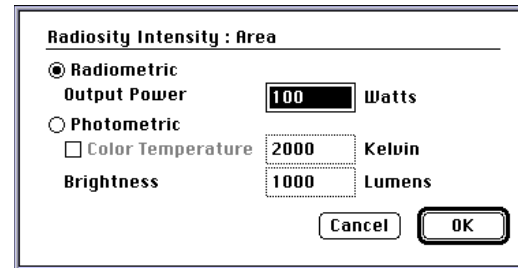 Radiosity Intensity : Area
Radiometric
Output Power 100 Watts
Photometric
Color Temperature 2000 Kelvin
Brightness 1000 Lumens
Cancel OK